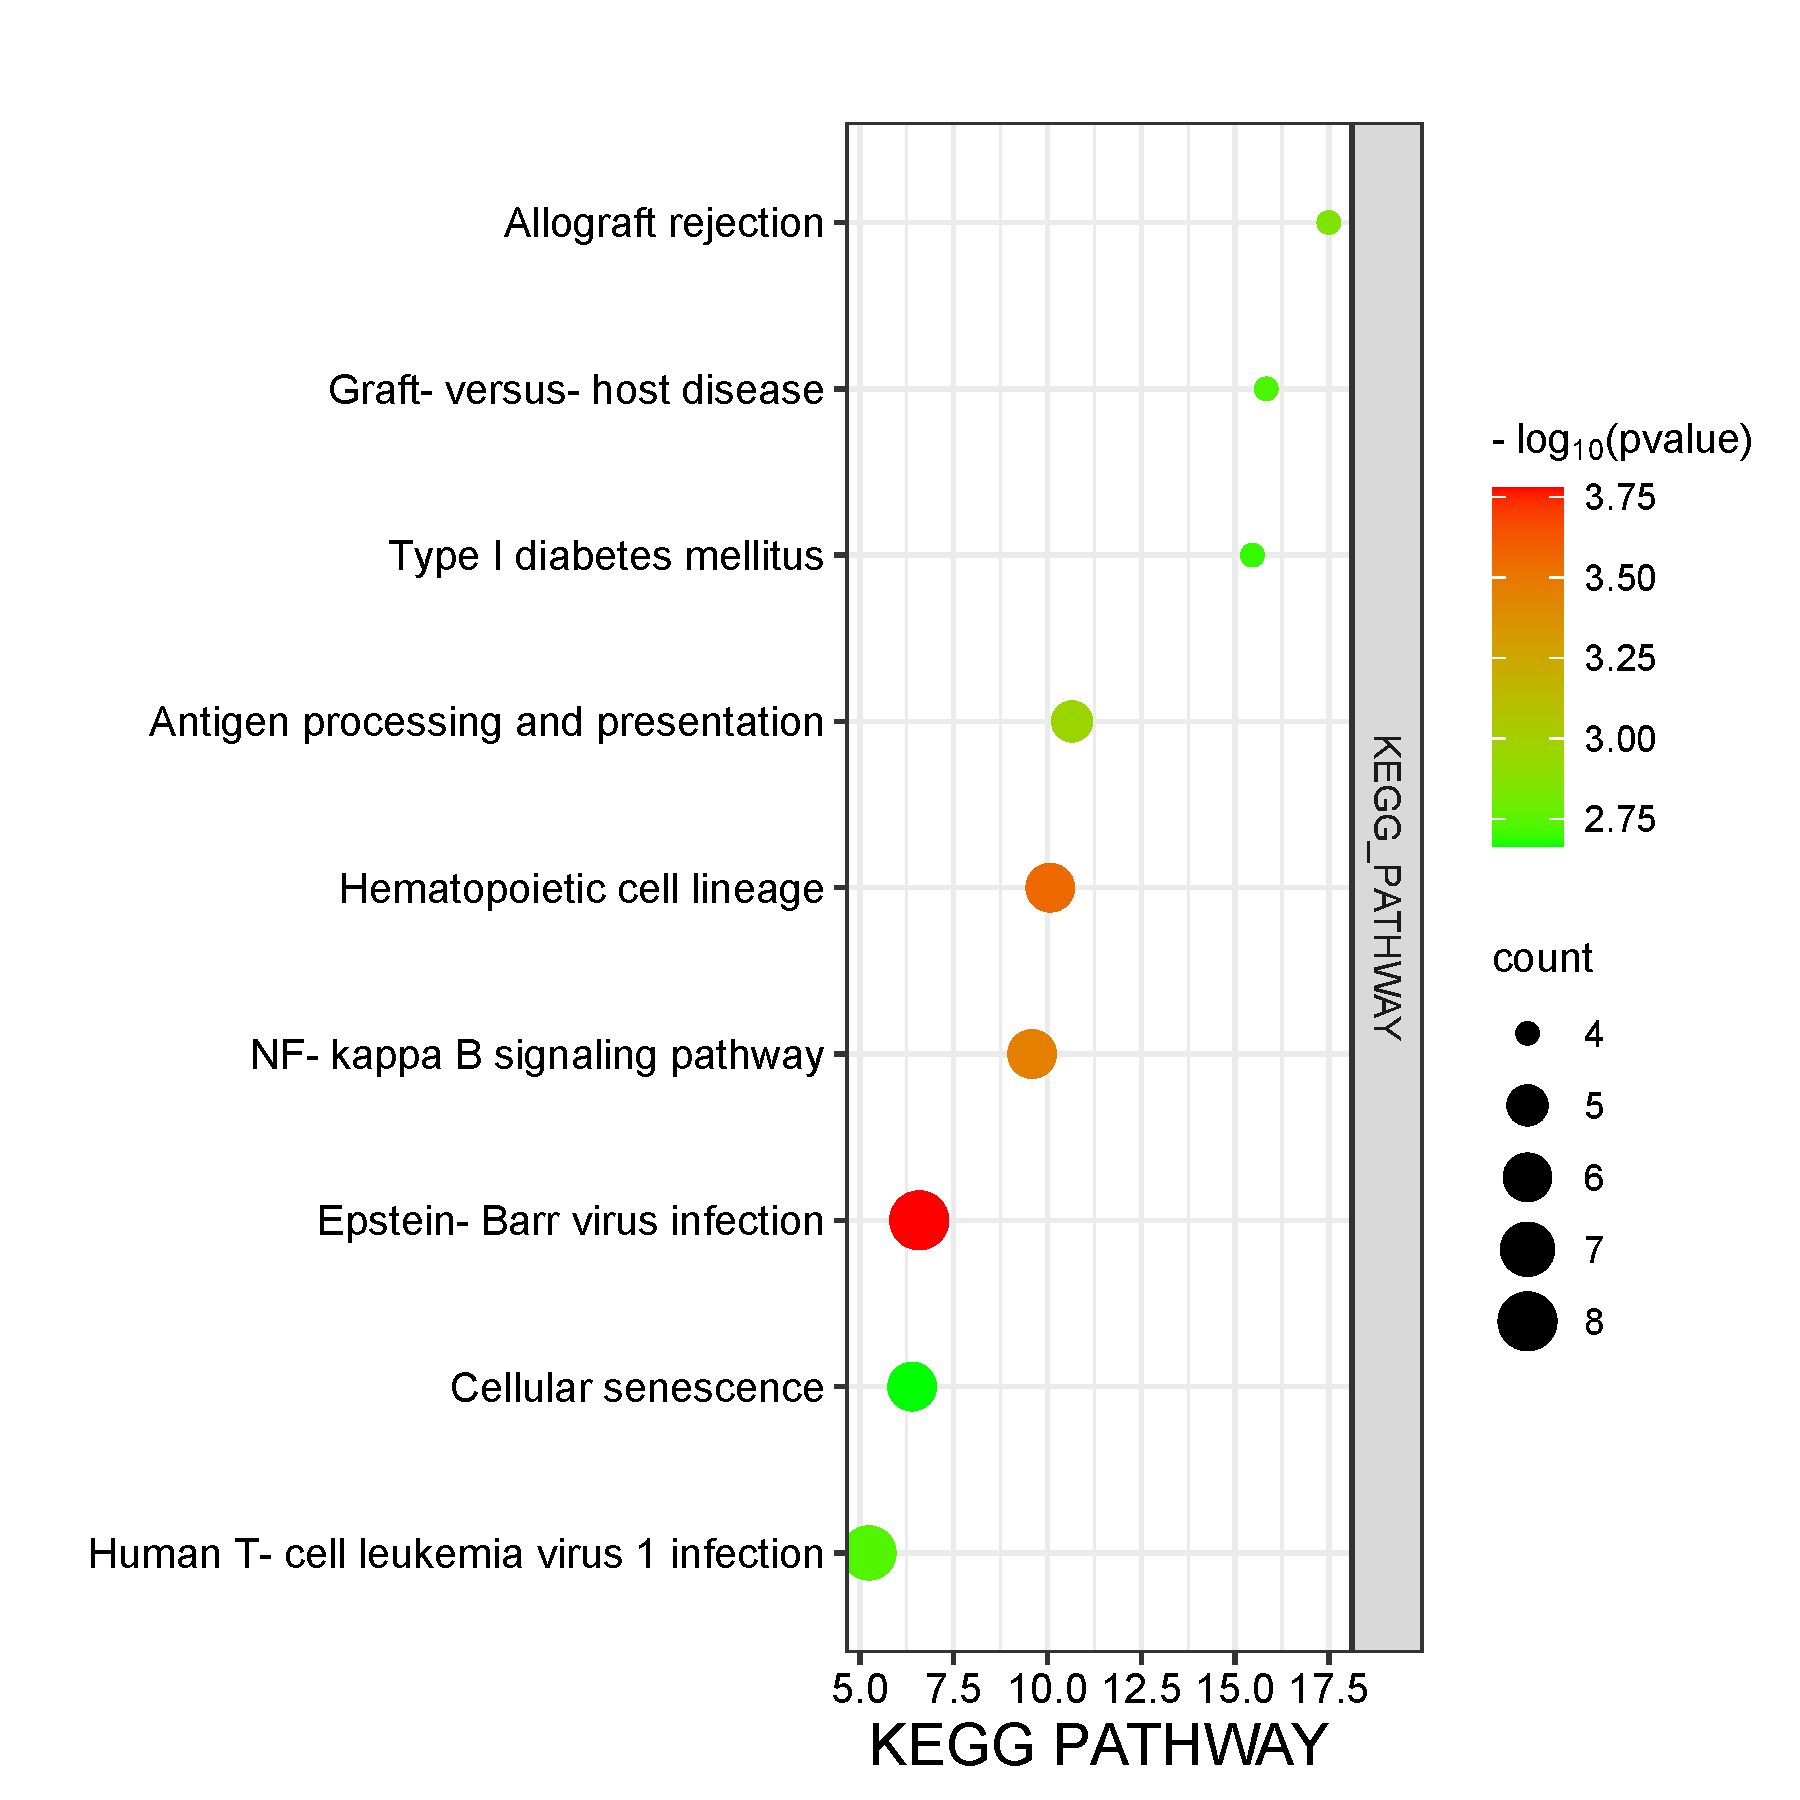 Allograft rejection
Graft- versus- host disease
Type I diabetes mellitus
Antigen processing and presentation
Hematopoietic cell lineage
NF- kappa B signaling pathway
Epstein- Barr virus infection
Cellular senescence
Human T- cell leukemia virus 1 infection
5.0 7.5 10.0 12.5 15.0 17.5
KEGG PATHWAY
KEGG_PATHWAY
- log₁₀(pvalue)
3.75
3.50
3.25
3.00
2.75
count
4
5
6
7
8